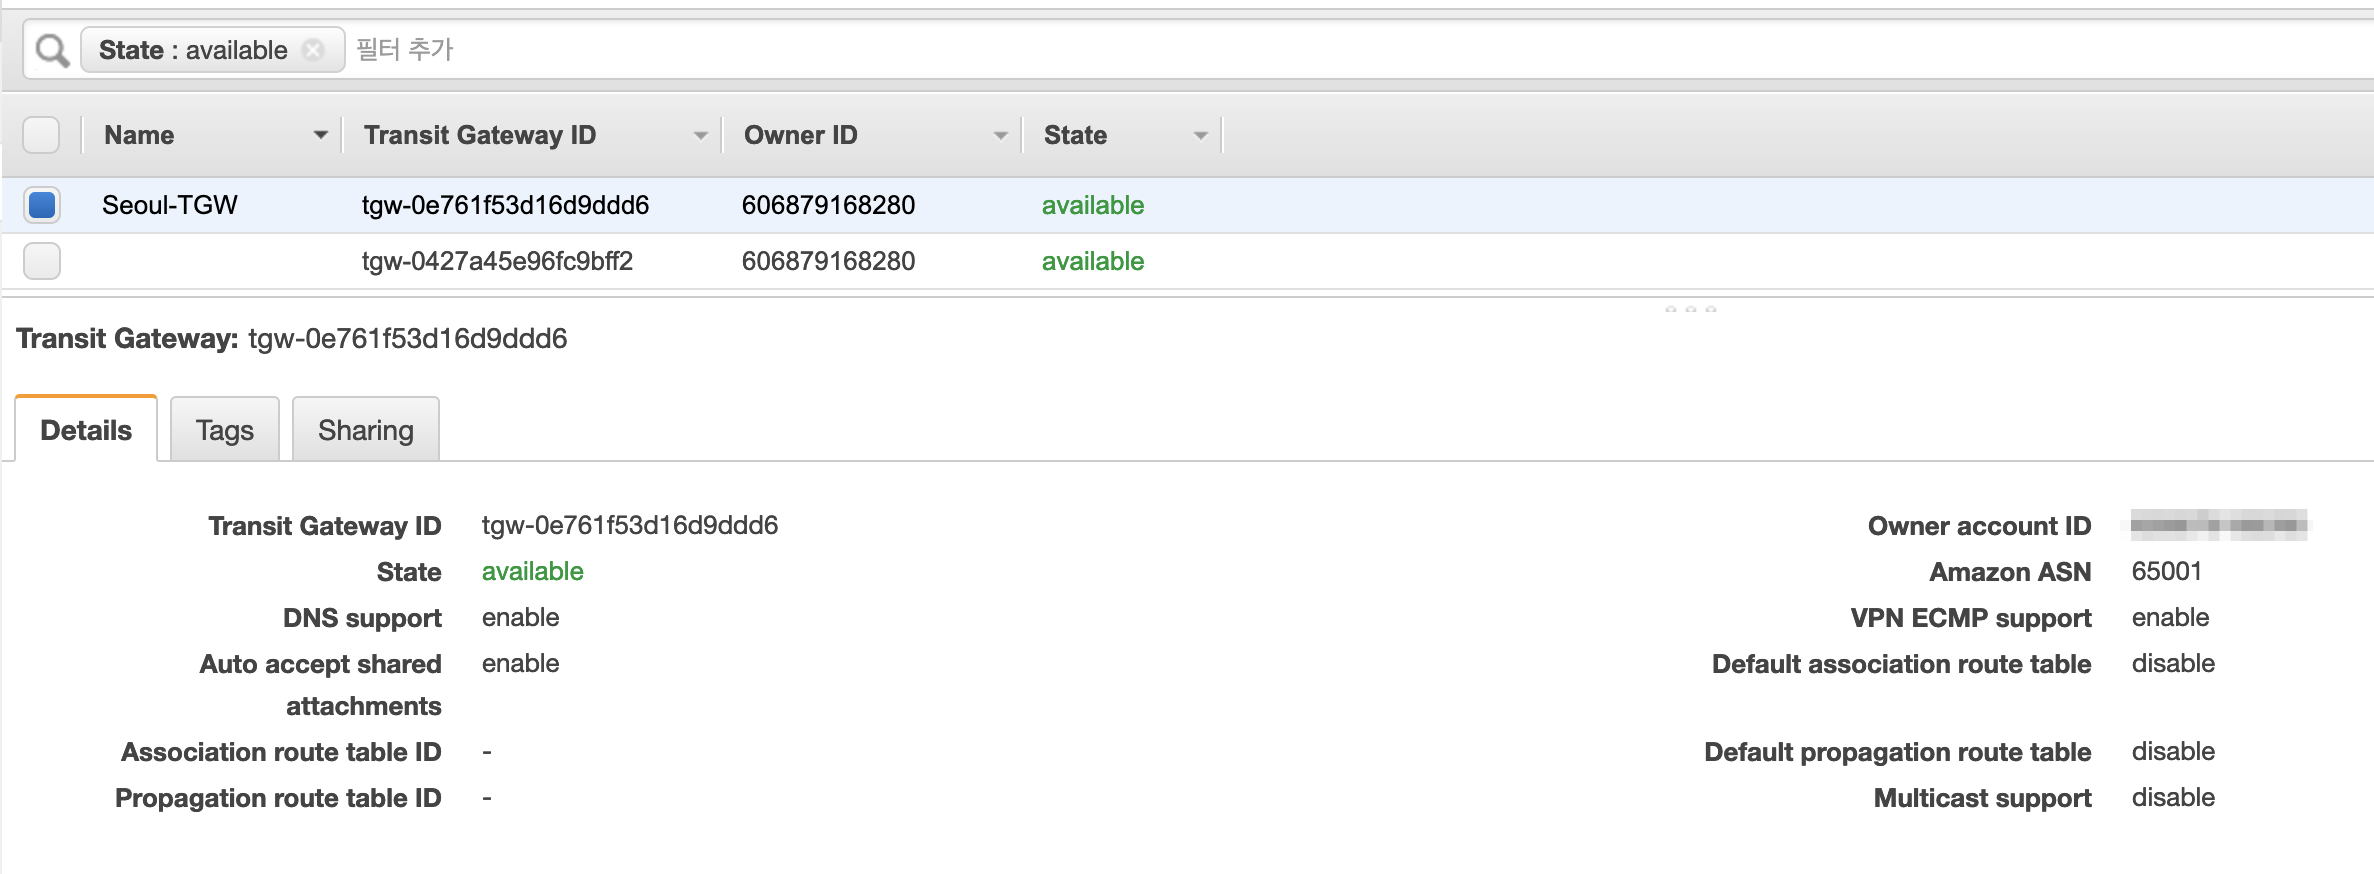 State : available 필터 추가
Name Transit Gateway ID Owner ID State
Seoul-TGW tgw-0e761f53d16d9ddd6 606879168280 available
tgw-0427a45e96fc9bff2 606879168280 available
Transit Gateway: tgw-0e761f53d16d9ddd6
Details Tags Sharing
Transit Gateway ID tgw-0e761f53d16d9ddd6 Owner account ID
State available Amazon ASN 65001
DNS support enable VPN ECMP support enable
Auto accept shared enable Default association route table disable
attachments
Association route table ID - Default propagation route table disable
Propagation route table ID - Multicast support disable